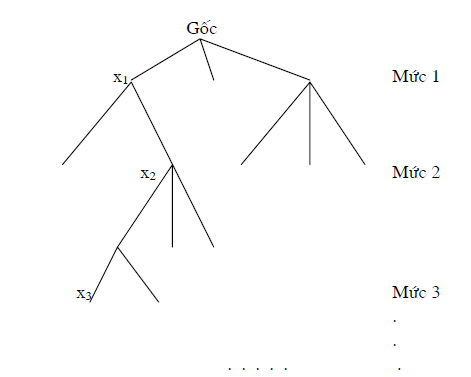 Gốc
x1 Mức 1
x2 Mức 2
x3 Mức 3
.
.
. . . . . .